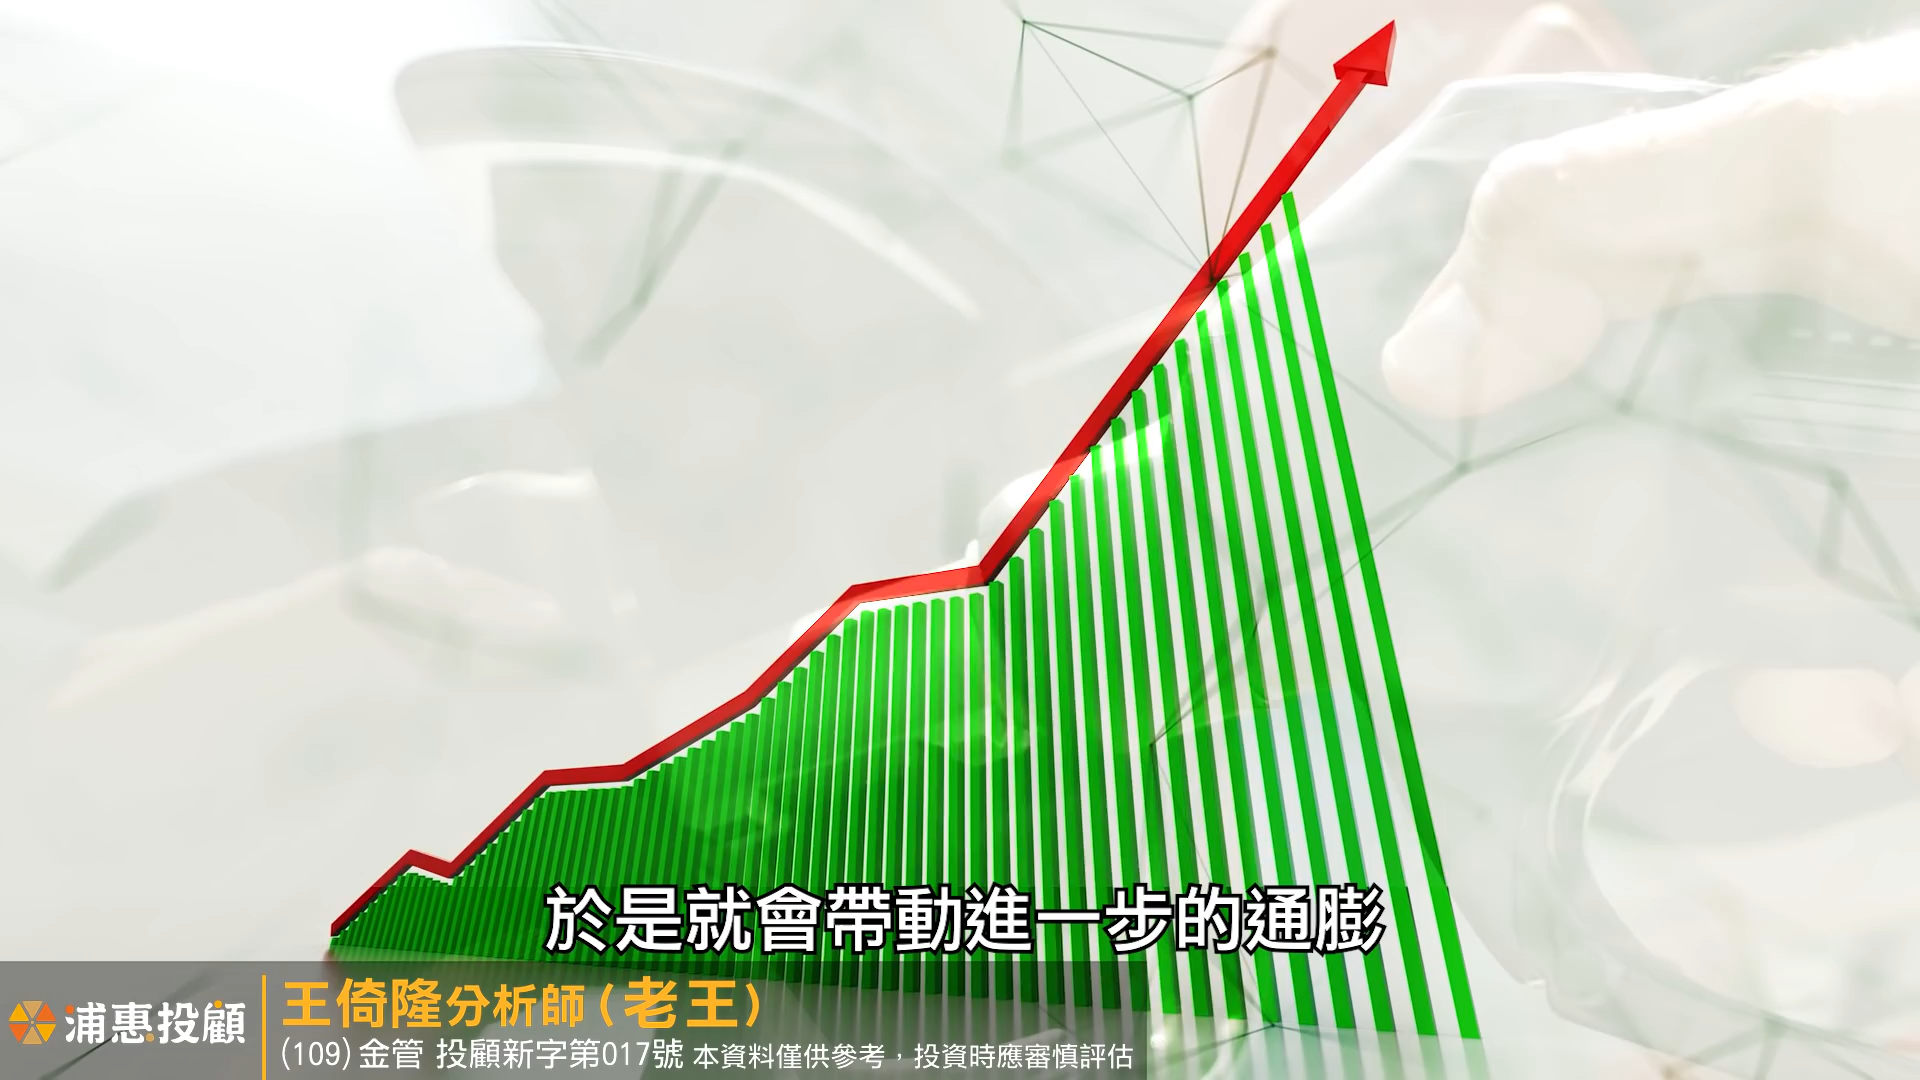 於是就會帶動進一步的通膨
浦惠投顧
王倚隆分析師(老王)
(109)金管 投顧新字第017號 本資料僅供參考，投資時應審慎評估